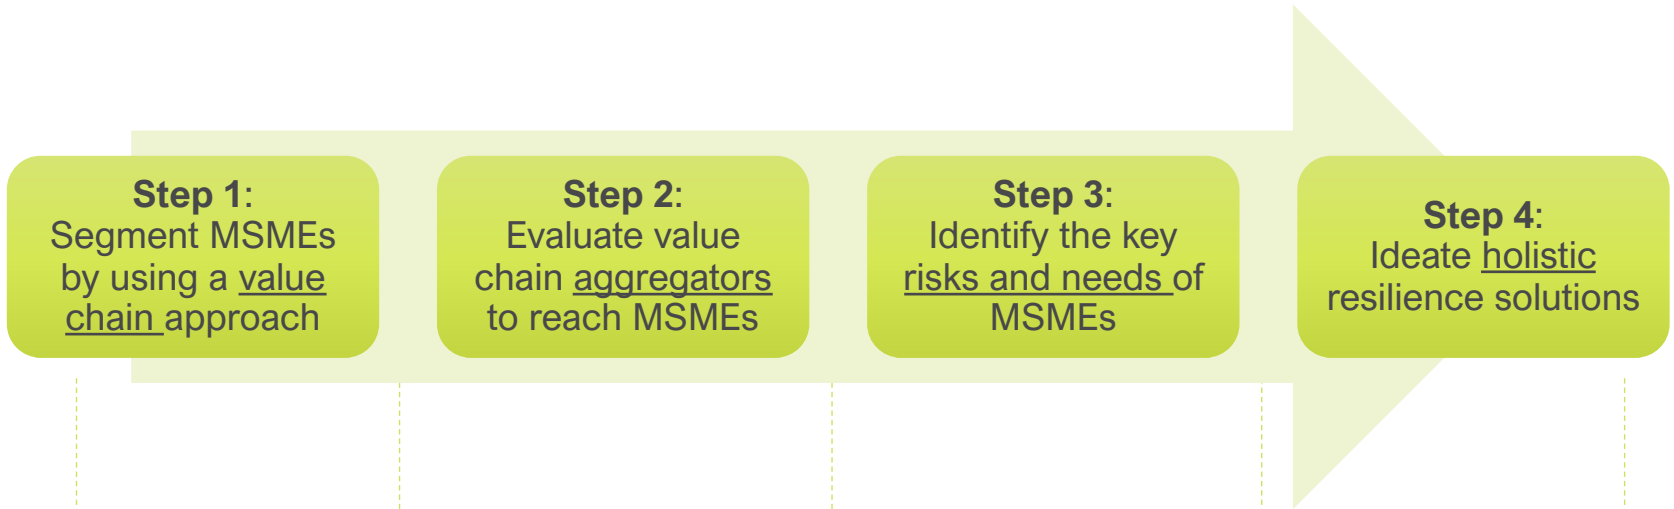 Step 1:
Segment MSMEs
by using a value
chain approach
Step 2:
Evaluate value
chain aggregators
to reach MSMEs
Step 3:
Identify the key
risks and needs of
MSMEs
Step 4:
Ideate holistic
resilience solutions